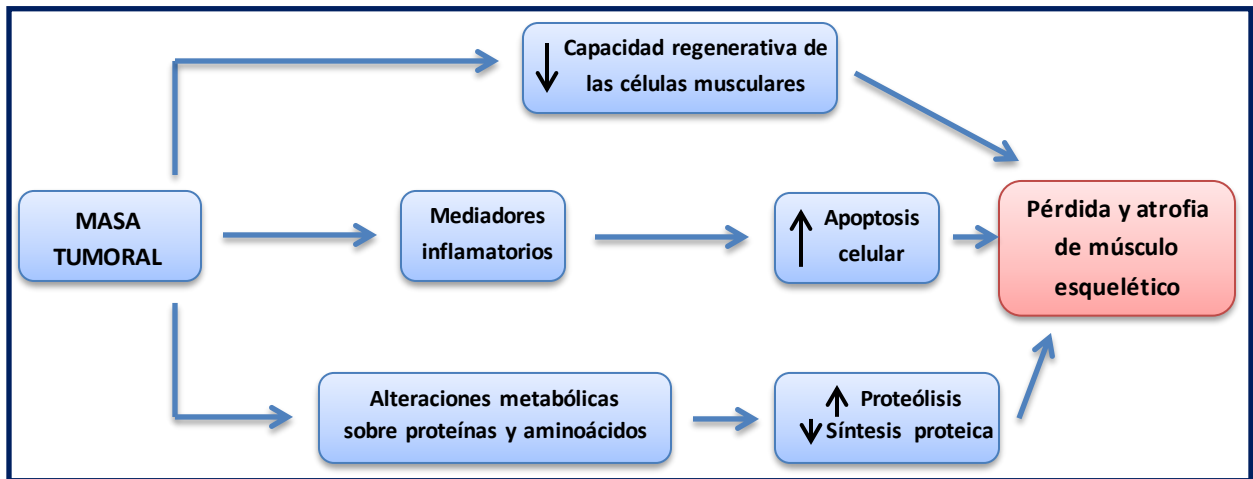 Capacidad regenerativa de
las células musculares
MASA
TUMORAL
Mediadores
inflamatorios
Apoptosis
celular
Pérdida y atrofia
de músculo
esquelético
Alteraciones metabólicas
sobre proteínas y aminoácidos
Proteólisis
Síntesis proteica